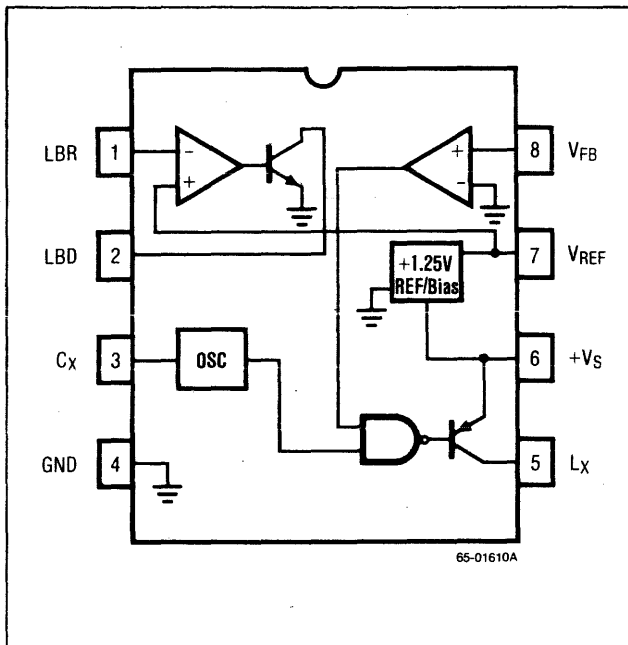 LBR 1
- +
+ -
8 VFB
LBD 2
+1.25V
REF/Bias
7 VREF
CX 3
OSC
6 +VS
GND 4
5 LX
65-01610A